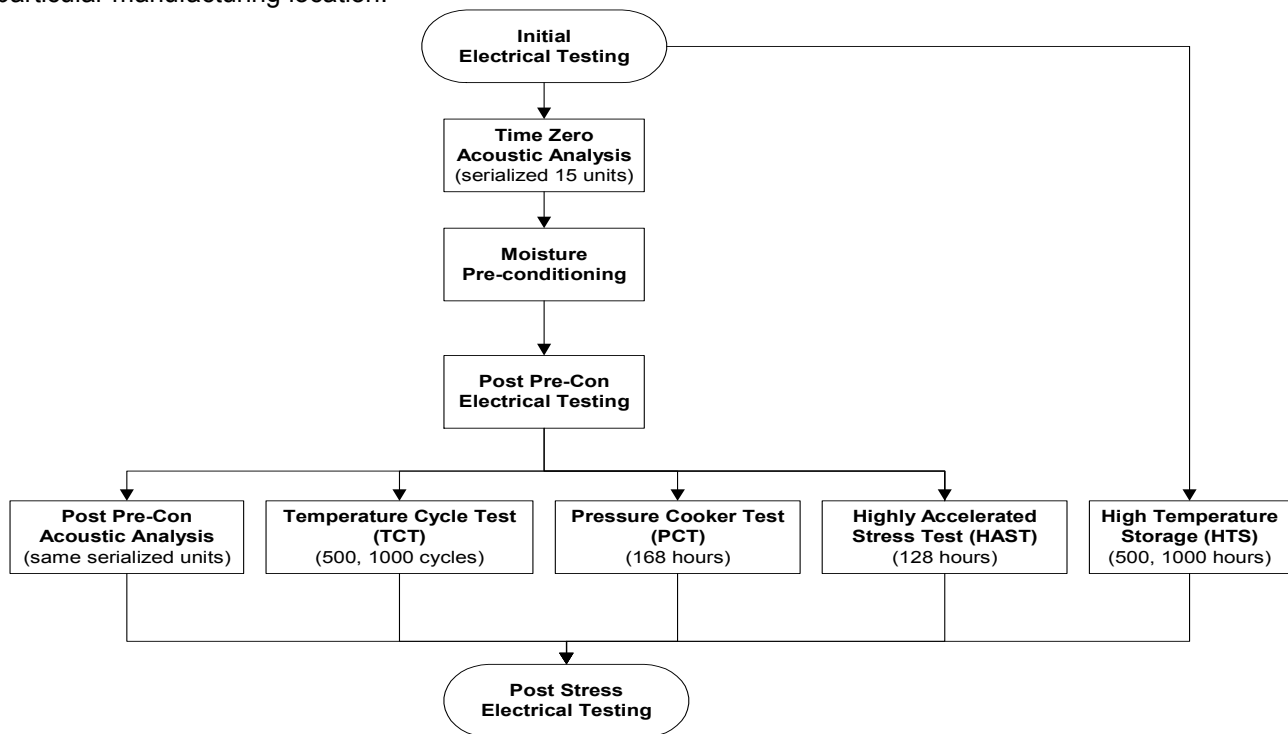 particular manufacturing location.
Initial
Electrical Testing
Time Zero
Acoustic Analysis
(serialized 15 units)
Moisture
Pre-conditioning
Post Pre-Con
Electrical Testing
Post Pre-Con
Acoustic Analysis
(same serialized units)
Temperature Cycle Test
(TCT)
(500, 1000 cycles)
Pressure Cooker Test
(PCT)
(168 hours)
Highly Accelerated
Stress Test (HAST)
(128 hours)
High Temperature
Storage (HTS)
(500, 1000 hours)
Post Stress
Electrical Testing